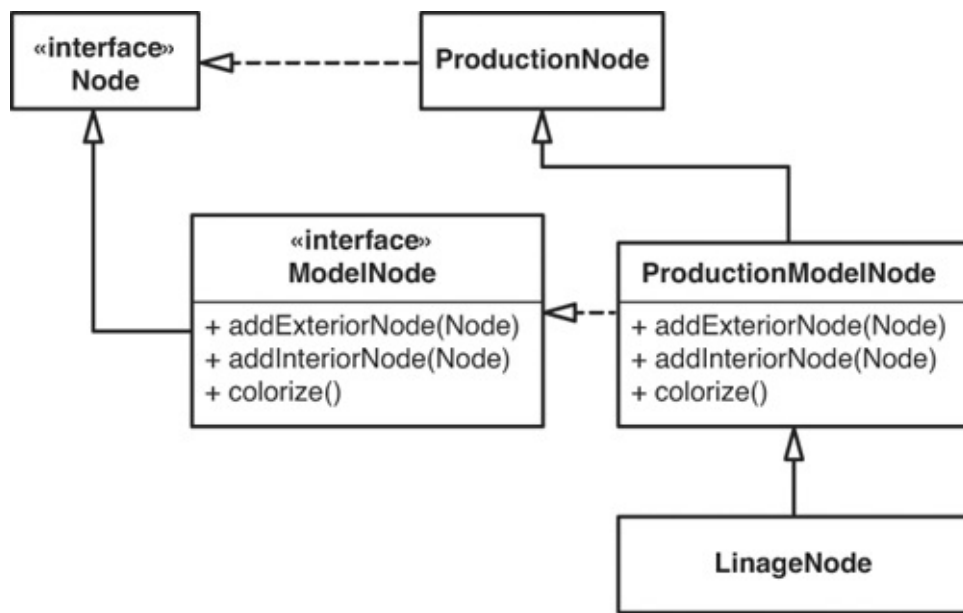 «interface»
Node
ProductionNode
«interface»
ModelNode
+ addExteriorNode(Node)
+ addInteriorNode(Node)
+ colorize()
ProductionModelNode
+ addExteriorNode(Node)
+ addInteriorNode(Node)
+ colorize()
LinageNode